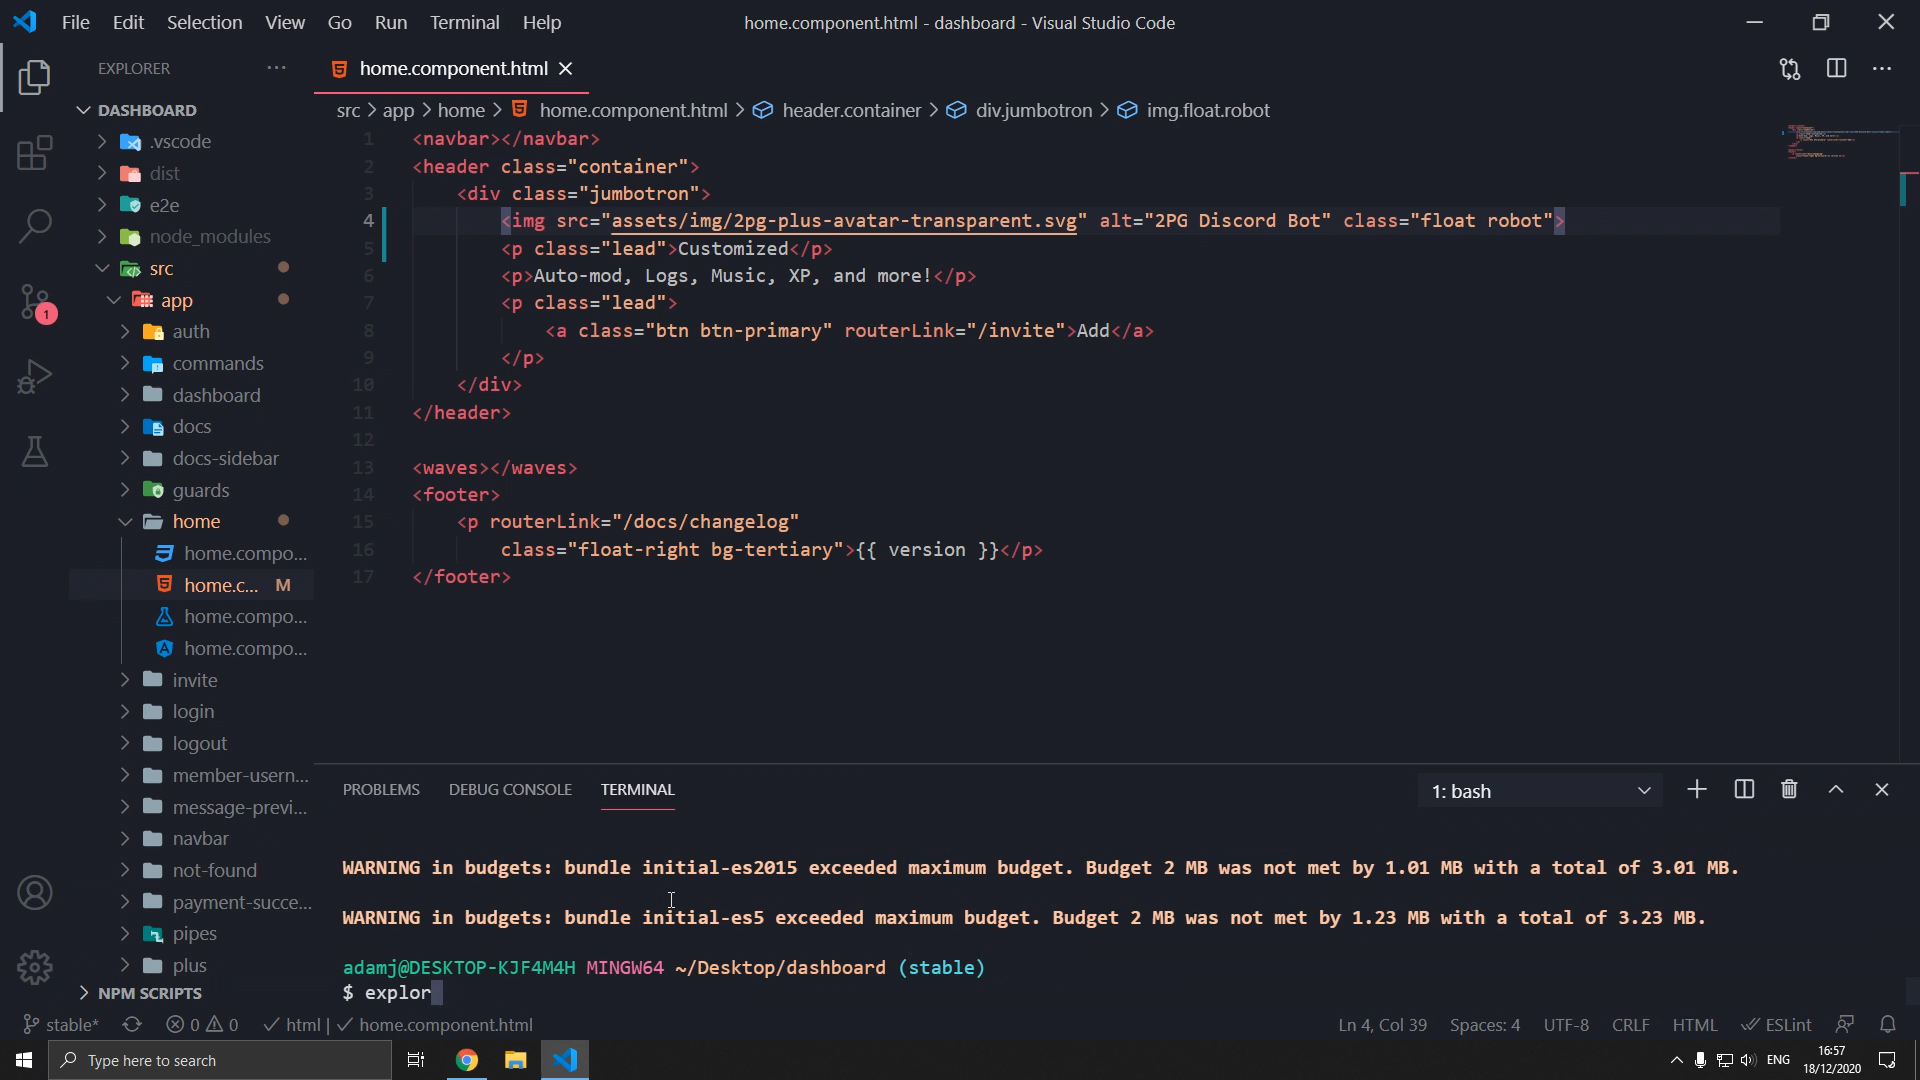 File Edit Selection View Go Run Terminal Help
home.component.html - dashboard - Visual Studio Code
EXPLORER
DASHBOARD
.vscode
dist
e2e
node_modules
src
app
auth
commands
dashboard
docs
docs-sidebar
guards
home
home.compo...
home.c... M
home.compo...
home.compo...
invite
login
logout
member-usern...
message-previ...
navbar
not-found
payment-succe...
pipes
plus
NPM SCRIPTS
1
home.component.html
src > app > home > home.component.html > header.container > div.jumbotron > img.float.robot
1 <navbar></navbar>
2 <header class="container">
3 <div class="jumbotron">
4 <img src="assets/img/2pg-plus-avatar-transparent.svg" alt="2PG Discord Bot" class="float robot">
5 <p class="lead">Customized</p>
6 <p>Auto-mod, Logs, Music, XP, and more!</p>
7 <p class="lead">
8 <a class="btn btn-primary" routerLink="/invite">Add</a>
9 </p>
10 </div>
11 </header>
12
13 <waves></waves>
14 <footer>
15 <p routerLink="/docs/changelog"
16 class="float-right bg-tertiary">{{ version }}</p>
17 </footer>
PROBLEMS DEBUG CONSOLE TERMINAL
1: bash
WARNING in budgets: bundle initial-es2015 exceeded maximum budget. Budget 2 MB was not met by 1.01 MB with a total of 3.01 MB.
WARNING in budgets: bundle initial-es5 exceeded maximum budget. Budget 2 MB was not met by 1.23 MB with a total of 3.23 MB.
adamj@DESKTOP-KJF4M4H MINGW64 ~/Desktop/dashboard (stable)
$ explor
stable* 0 0 html | home.component.html
Ln 4, Col 39 Spaces: 4 UTF-8 CRLF HTML ESLint
Type here to search
ENG
16:57
18/12/2020